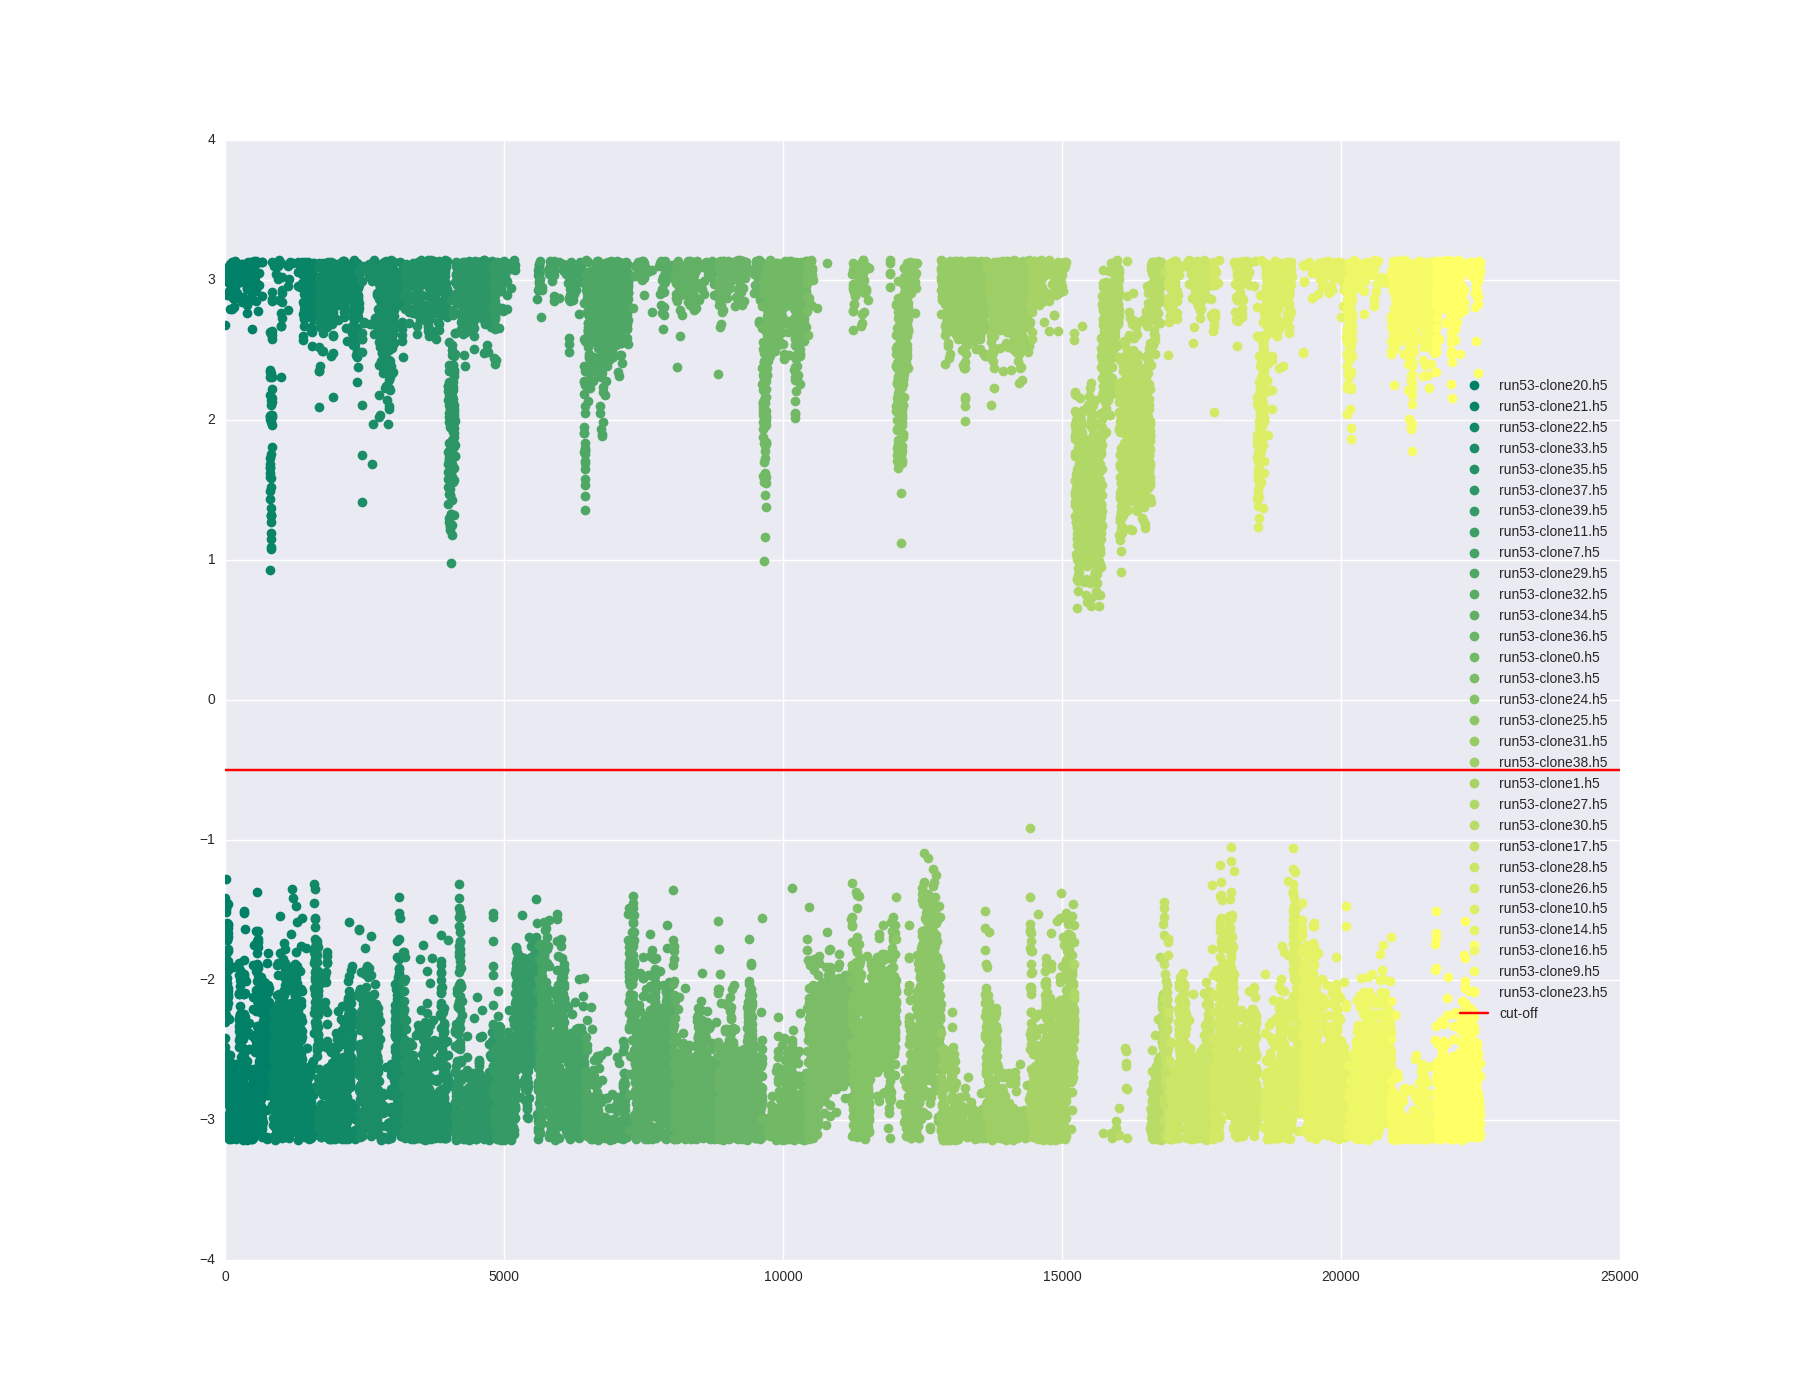 4
3
2
1
0
−1
−2
−3
−4
0 5000 10000 15000 20000 25000
run53-clone20.h5
run53-clone21.h5
run53-clone22.h5
run53-clone33.h5
run53-clone35.h5
run53-clone37.h5
run53-clone39.h5
run53-clone11.h5
run53-clone7.h5
run53-clone29.h5
run53-clone32.h5
run53-clone34.h5
run53-clone36.h5
run53-clone0.h5
run53-clone3.h5
run53-clone24.h5
run53-clone25.h5
run53-clone31.h5
run53-clone38.h5
run53-clone1.h5
run53-clone27.h5
run53-clone30.h5
run53-clone17.h5
run53-clone28.h5
run53-clone26.h5
run53-clone10.h5
run53-clone14.h5
run53-clone16.h5
run53-clone9.h5
run53-clone23.h5
cut-off